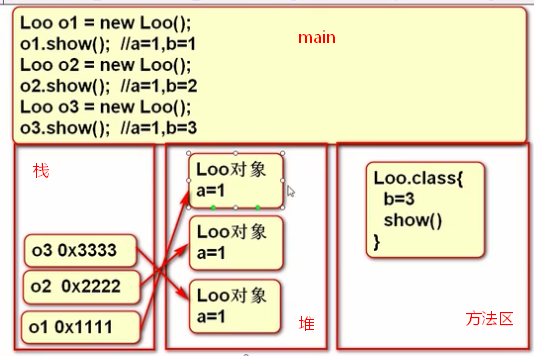 Loo o1 = new Loo();
main
o1.show();  //a=1,b=1
Loo o2 = new Loo();
o2.show();  //a=1,b=2
Loo o3 = new Loo();
o3.show();  //a=1,b=3
栈
o3 0x3333
o2 0x2222
o1 0x1111
Loo对象
a=1
Loo对象
a=1
Loo对象
a=1
堆
Loo.class{
b=3
show()
}
方法区